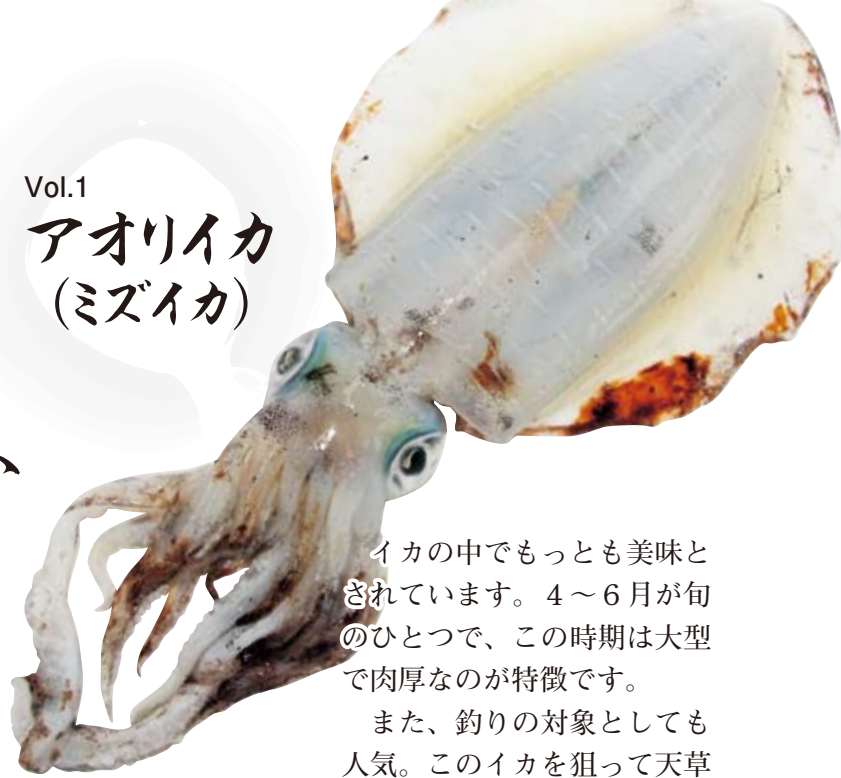 Vol.1
アオリイカ
(ミズイカ)
イカの中でもっとも美味と
されています。４～６月が旬
のひとつで、この時期は大型
で肉厚なのが特徴です。
また、釣りの対象としても
人気。このイカを狙って天草